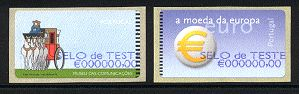 SELO de TESTE
€000000,00
MUSEU DAS COMUNICAÇÕES
a moeda da europa
euro
Portugal
SELO de TESTE
€000000,00